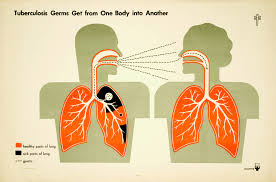 Tuberculosis Germs Get from One Body into Another
healthy parts of lung
sick parts of lung
germs